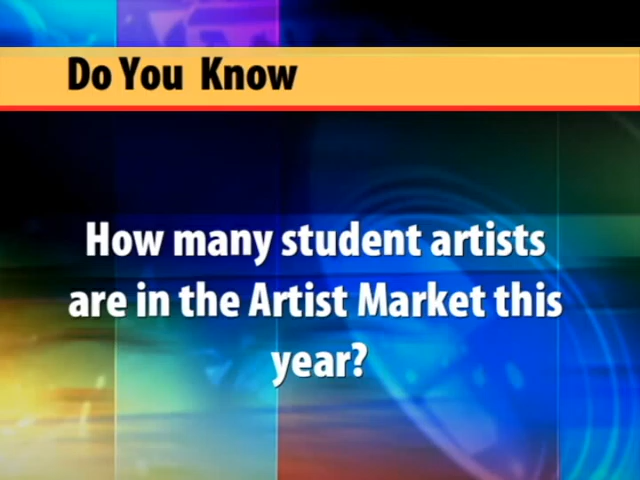 Do You Know
How many student artists
are in the Artist Market this
year?